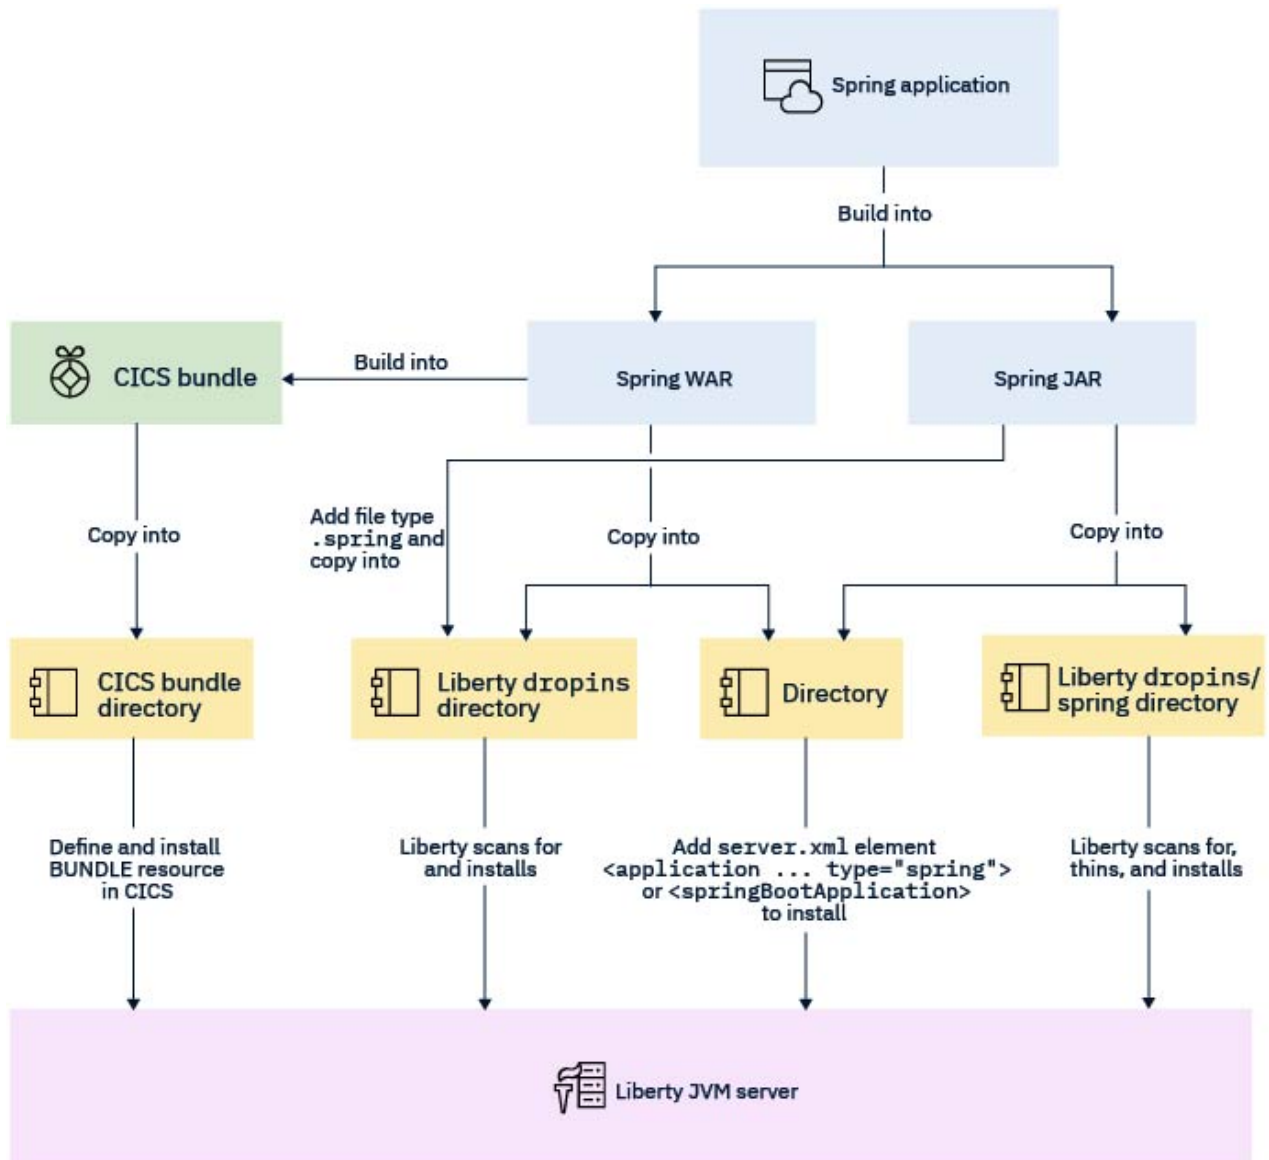 Spring application
Build into
CICS bundle
Build into
Spring WAR
Spring JAR
Copy into
Add file type
.spring and
copy into
Copy into
Copy into
CICS bundle
directory
Liberty dropins
directory
Directory
Liberty dropins/
spring directory
Define and install
BUNDLE resource
in CICS
Liberty scans for
and installs
Add server.xml element
<application ... type="spring">
or <springBootApplication>
to install
Liberty scans for,
thins, and installs
Liberty JVM server